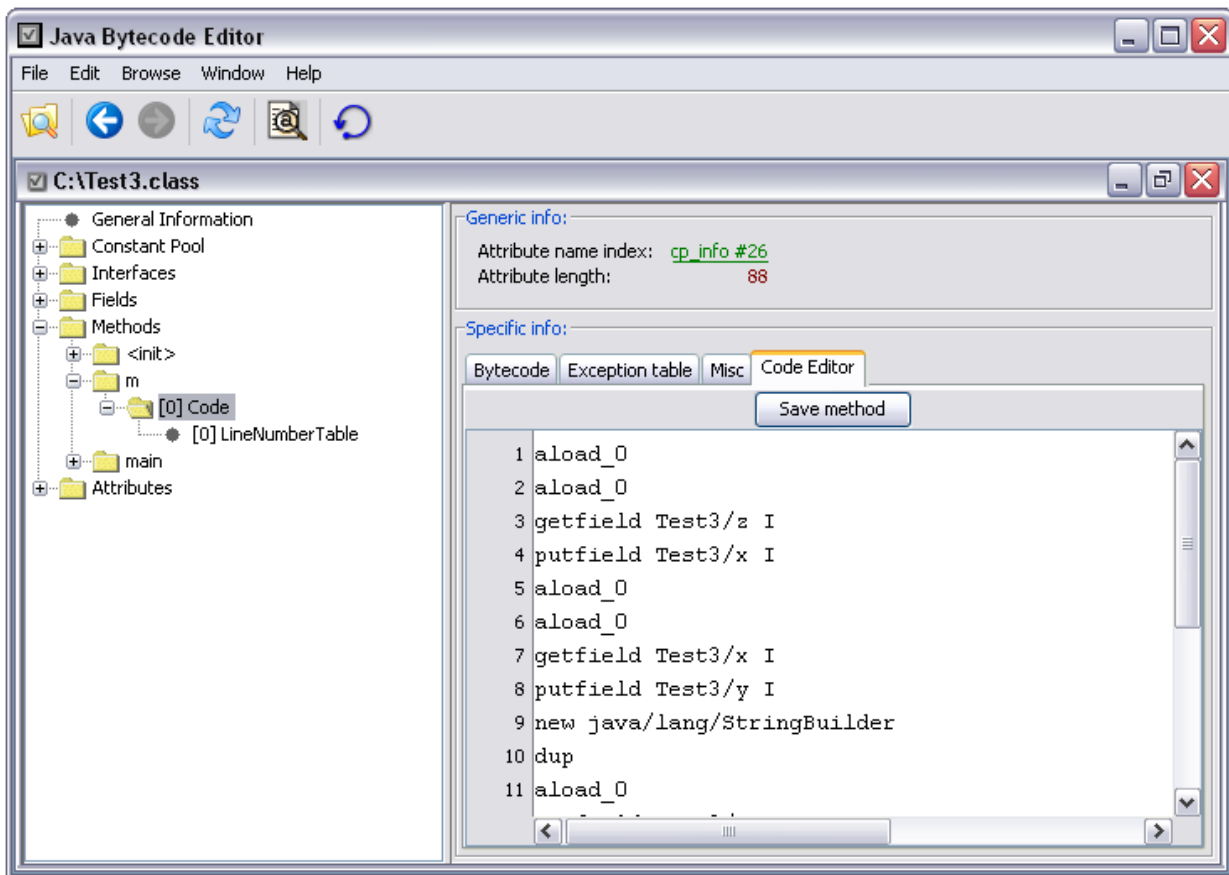 Java Bytecode Editor
File Edit Browse Window Help
C:\Test3.class
General Information
Constant Pool
Interfaces
Fields
Methods
<init>
m
[0] Code
[0] LineNumberTable
main
Attributes
Generic info:
Attribute name index: cp_info #26
Attribute length: 88
Specific info:
Bytecode Exception table Misc Code Editor
Save method
1 aload_0
2 aload_0
3 getfield Test3/z I
4 putfield Test3/x I
5 aload_0
6 aload_0
7 getfield Test3/x I
8 putfield Test3/y I
9 new java/lang/StringBuilder
10 dup
11 aload_0